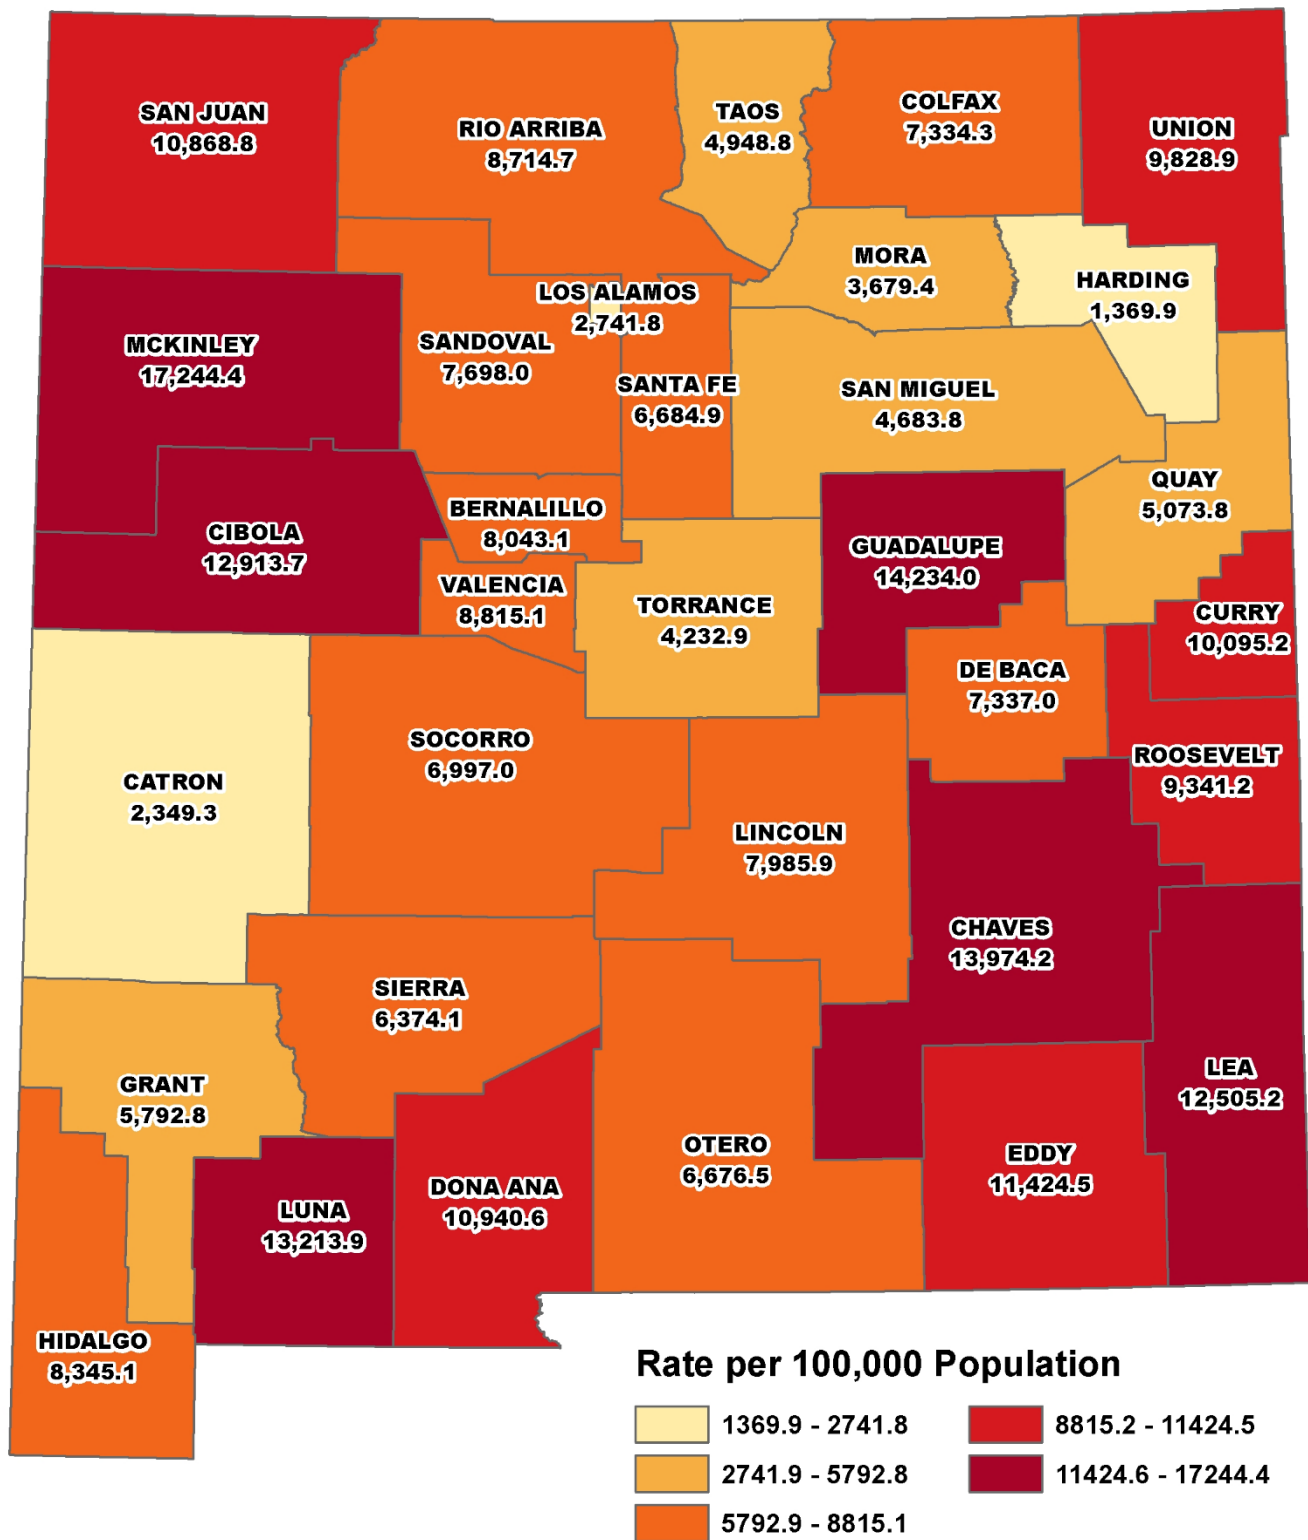 SAN JUAN
10,868.8
RIO ARRIBA
8,714.7
TAOS
4,948.8
COLFAX
7,334.3
UNION
9,828.9
MORA
3,679.4
HARDING
1,369.9
LOS ALAMOS
2,741.8
MCKINLEY
17,244.4
SANDOVAL
7,698.0
SANTA FE
6,684.9
SAN MIGUEL
4,683.8
QUAY
5,073.8
CIBOLA
12,913.7
BERNALILLO
8,043.1
GUADALUPE
14,234.0
VALENCIA
8,815.1
TORRANCE
4,232.9
CURRY
10,095.2
DE BACA
7,337.0
SOCORRO
6,997.0
ROOSEVELT
9,341.2
CATRON
2,349.3
LINCOLN
7,985.9
CHAVES
13,974.2
SIERRA
6,374.1
GRANT
5,792.8
LEA
12,505.2
OTERO
6,676.5
EDDY
11,424.5
DONA ANA
10,940.6
LUNA
13,213.9
HIDALGO
8,345.1
Rate per 100,000 Population
1369.9 - 2741.8
2741.9 - 5792.8
5792.9 - 8815.1
8815.2 - 11424.5
11424.6 - 17244.4